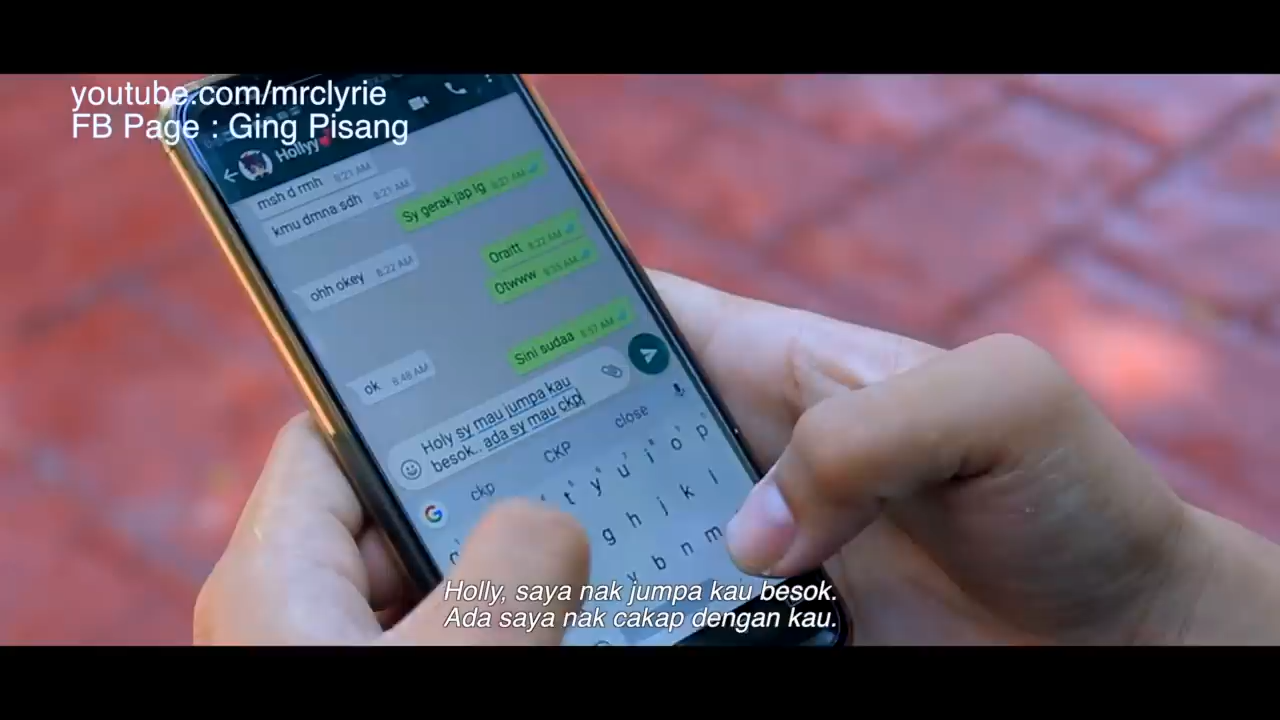 youtube.com/mrclyrie
FB Page : Ging Pisang
Hollyy
msh d rmh 8:21 AM
kmu dmna sdh 8:21 AM
Sy gerak jap lg 8:21 AM
ohh okey 8:22 AM
Oraitt 8:22 AM
Otwww
ok 8:48 AM
Sini sudaa 8:57 AM
Holy sy mau jumpa kau
besok.. ada sy mau ckp
ckp CKP close
t y u i o p
g h j k l
v b n m
Holly, saya nak jumpa kau besok.
Ada saya nak cakap dengan kau.